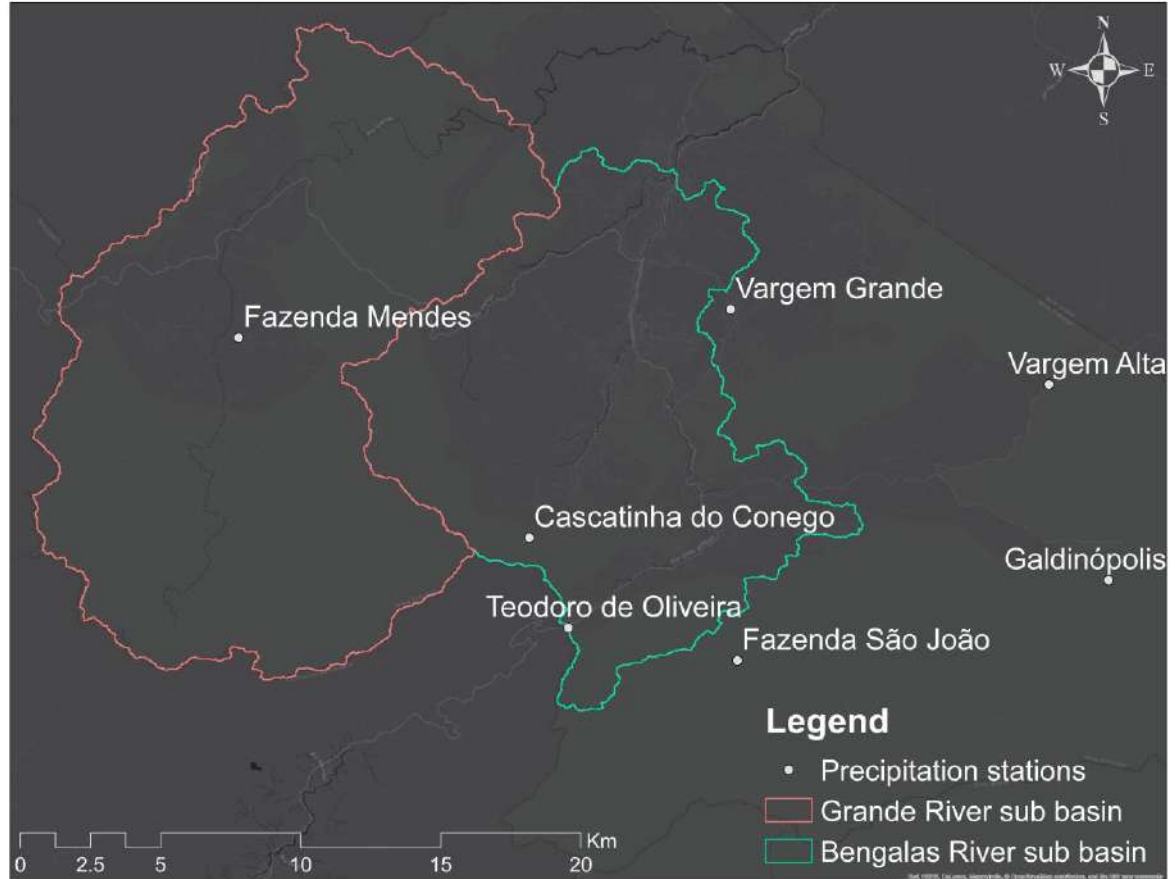 N
W E
S
Vargem Grande
Fazenda Mendes
Vargem Alta
Cascatinha do Conego
Galdinópolis
Teodoro de Oliveira
Fazenda São João
Legend
Precipitation stations
Grande River sub basin
Bengalas River sub basin
Km
0 2.5 5 10 15 20